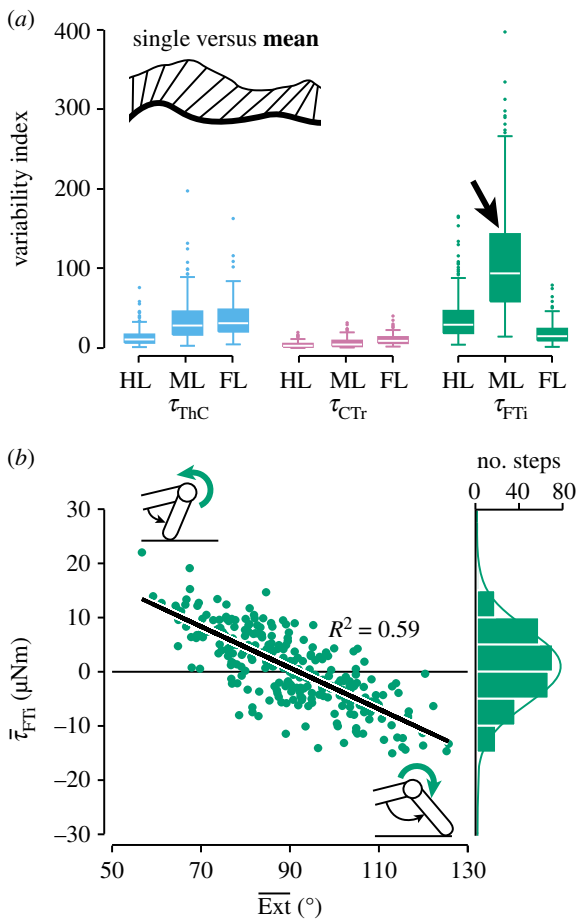 (a)
single versus mean
variability index
400
300
200
100
0
HL ML FL HL ML FL HL ML FL
τThC τCTr τFTi
(b)
no. steps
0 40 80
τ̅FTi (μNm)
30
20
10
0
-10
-20
-30
R² = 0.59
50 70 90 110 130
E̅x̅t̅ (°)